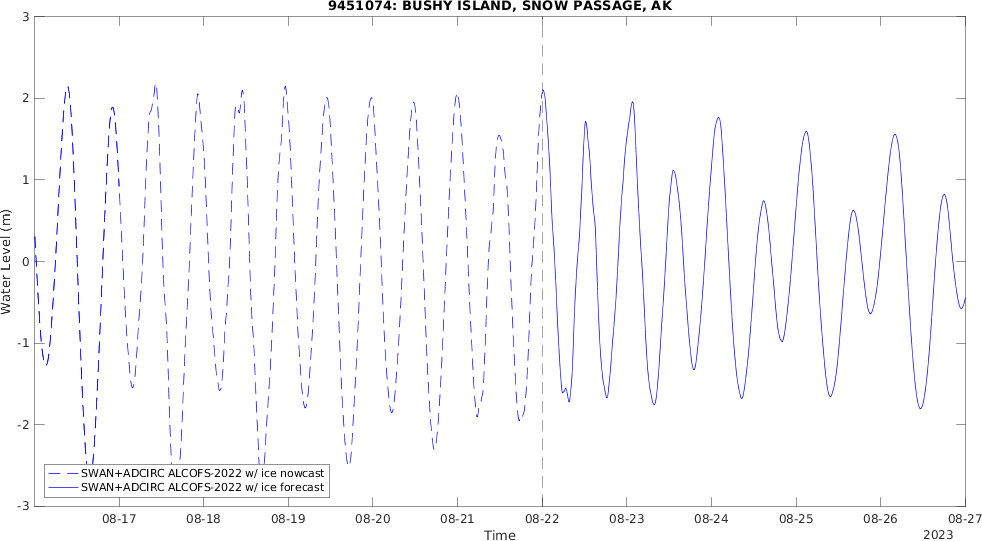 9451074: BUSHY ISLAND, SNOW PASSAGE, AK
3
2
1
0
-1
-2
-3
Water Level (m)
SWAN+ADCIRC ALCOFS-2022 w/ ice nowcast
SWAN+ADCIRC ALCOFS-2022 w/ ice forecast
08-17 08-18 08-19 08-20 08-21 08-22 08-23 08-24 08-25 08-26 08-27
Time
2023